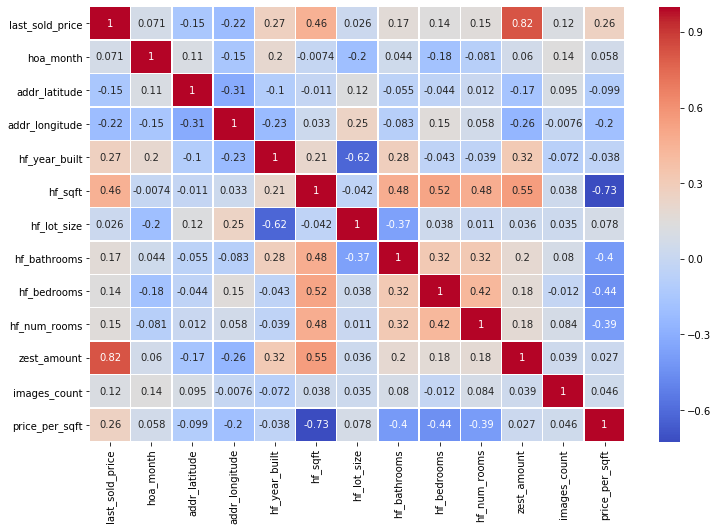 last_sold_price 1 0.071 -0.15 -0.22 0.27 0.46 0.026 0.17 0.14 0.15 0.82 0.12 0.26
hoa_month 0.071 1 0.11 -0.15 0.2 -0.0074 -0.2 0.044 -0.18 -0.081 0.06 0.14 0.058
addr_latitude -0.15 0.11 1 -0.31 -0.1 -0.011 0.12 -0.055 -0.044 0.012 -0.17 0.095 -0.099
addr_longitude -0.22 -0.15 -0.31 1 -0.23 0.033 0.25 -0.083 0.15 0.058 -0.26 -0.0076 -0.2
hf_year_built 0.27 0.2 -0.1 -0.23 1 0.21 -0.62 0.28 -0.043 -0.039 0.32 -0.072 -0.038
hf_sqft 0.46 -0.0074 -0.011 0.033 0.21 1 -0.042 0.48 0.52 0.48 0.55 0.038 -0.73
hf_lot_size 0.026 -0.2 0.12 0.25 -0.62 -0.042 1 -0.37 0.038 0.011 0.036 0.035 0.078
hf_bathrooms 0.17 0.044 -0.055 -0.083 0.28 0.48 -0.37 1 0.32 0.32 0.2 0.08 -0.4
hf_bedrooms 0.14 -0.18 -0.044 0.15 -0.043 0.52 0.038 0.32 1 0.42 0.18 -0.012 -0.44
hf_num_rooms 0.15 -0.081 0.012 0.058 -0.039 0.48 0.011 0.32 0.42 1 0.18 0.084 -0.39
zest_amount 0.82 0.06 -0.17 -0.26 0.32 0.55 0.036 0.2 0.18 0.18 1 0.039 0.027
images_count 0.12 0.14 0.095 -0.0076 -0.072 0.038 0.035 0.08 -0.012 0.084 0.039 1 0.046
price_per_sqft 0.26 0.058 -0.099 -0.2 -0.038 -0.73 0.078 -0.4 -0.44 -0.39 0.027 0.046 1
last_sold_price
hoa_month
addr_latitude
addr_longitude
hf_year_built
hf_sqft
hf_lot_size
hf_bathrooms
hf_bedrooms
hf_num_rooms
zest_amount
images_count
price_per_sqft
0.9
0.6
0.3
0.0
-0.3
-0.6